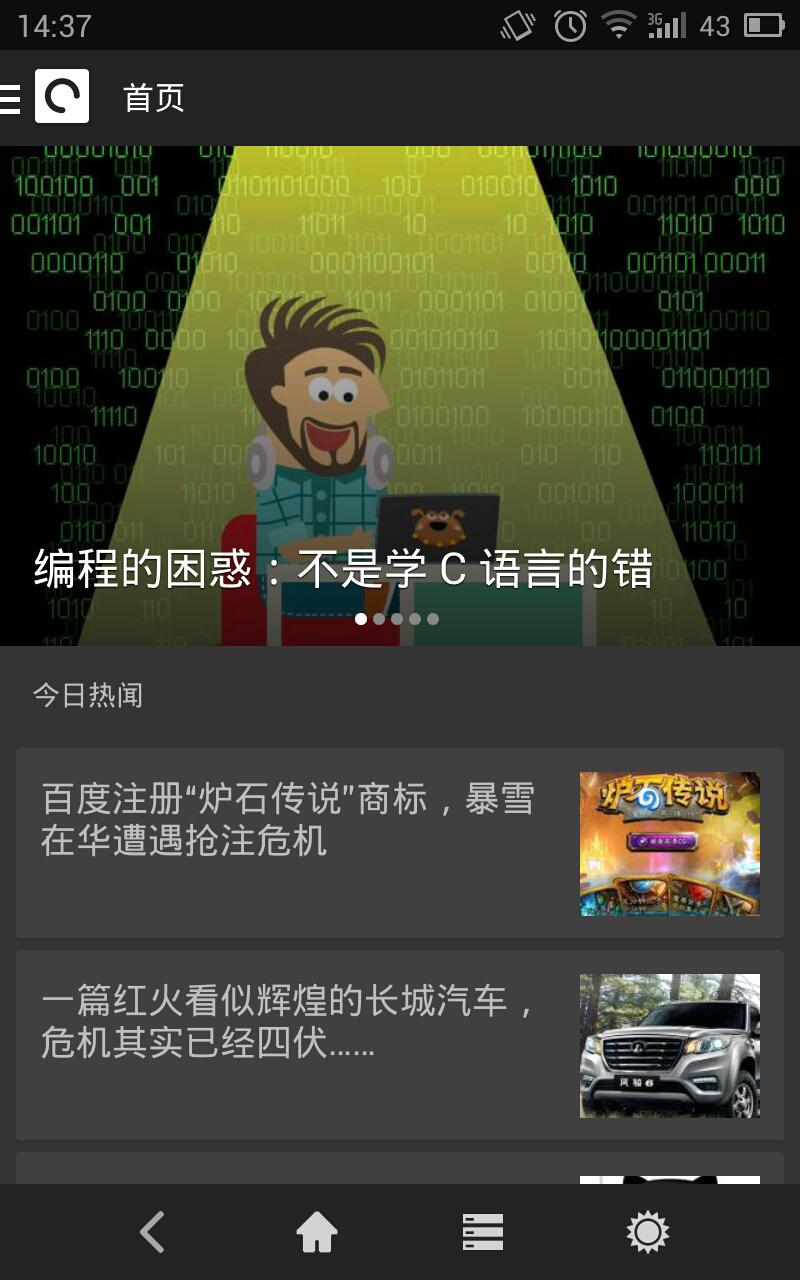 14:37
3G
43
首页
编程的困惑：不是学 C 语言的错
今日热闻
百度注册“炉石传说”商标，暴雪
在华遭遇抢注危机
炉石传说
一篇红火看似辉煌的长城汽车，
危机其实已经四伏......
风骏 6